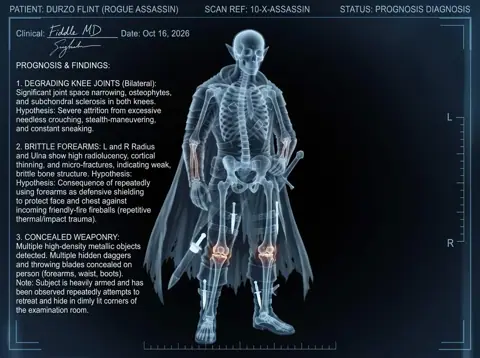 PATIENT: DURZO FLINT (ROGUE ASSASSIN) SCAN REF: 10-X-ASSASSIN STATUS: PROGNOSIS DIAGNOSIS
Clinical: Fiddle MD Date: Oct 16, 2026
PROGNOSIS & FINDINGS:
1. DEGRADING KNEE JOINTS (Bilateral):
Significant joint space narrowing, osteophytes,
and subchondral sclerosis in both knees.
Hypothesis: Severe attrition from excessive
needless crouching, stealth-maneuvering,
and constant sneaking.
2. BRITTLE FOREARMS: L and R Radius
and Ulna show high radiolucency, cortical
thinning, and micro-fractures, indicating weak,
brittle bone structure. Hypothesis:
Hypothesis: Consequence of repeatedly
using forearms as defensive shielding
to protect face and chest against
incoming friendly-fire fireballs (repetitive
thermal/impact trauma).
3. CONCEALED WEAPONRY:
Multiple high-density metallic objects
detected. Multiple hidden daggers
and throwing blades concealed on
person (forearms, waist, boots).
Note: Subject is heavily armed and has
been observed repeatedly attempts to
retreat and hide in dimly lit corners of
the examination room.
L
R